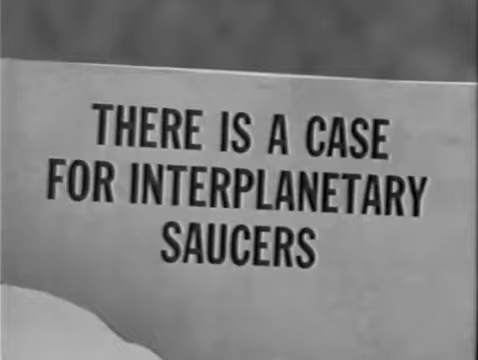 THERE IS A CASE
FOR INTERPLANETARY
SAUCERS